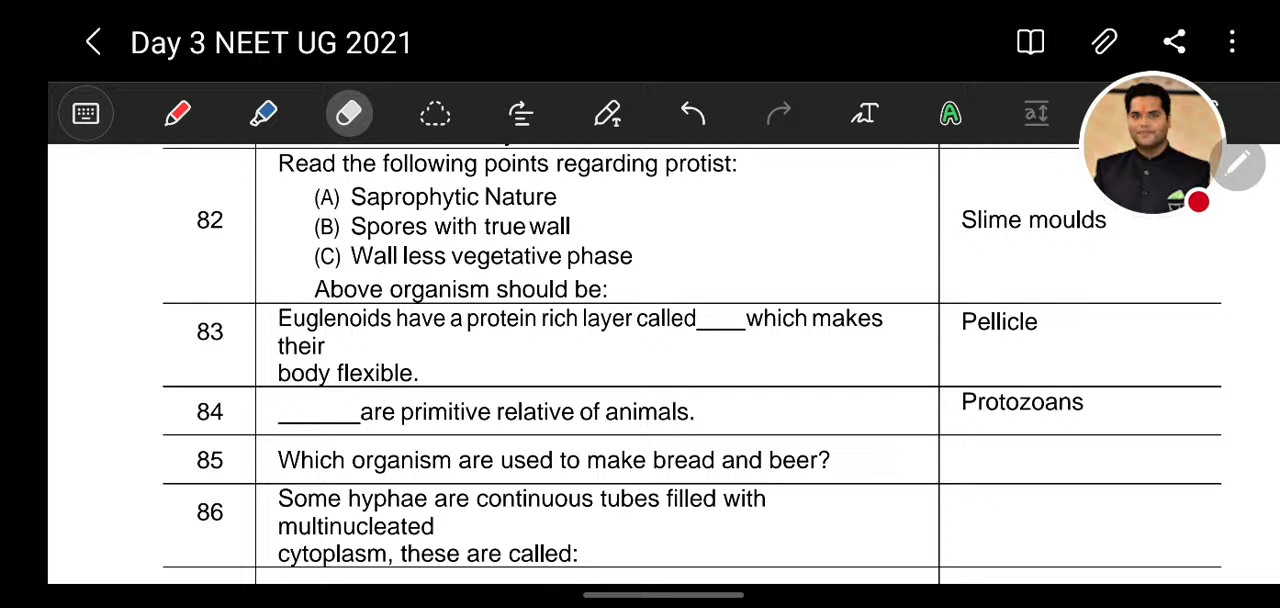 Day 3 NEET UG 2021
Read the following points regarding protist:
(A) Saprophytic Nature
82
(B) Spores with true wall
Slime moulds
(C) Wall less vegetative phase
Above organism should be:
83
Euglenoids have a protein rich layer called____which makes
their
body flexible.
Pellicle
84
______are primitive relative of animals.
Protozoans
85
Which organism are used to make bread and beer?
86
Some hyphae are continuous tubes filled with
multinucleated
cytoplasm, these are called: